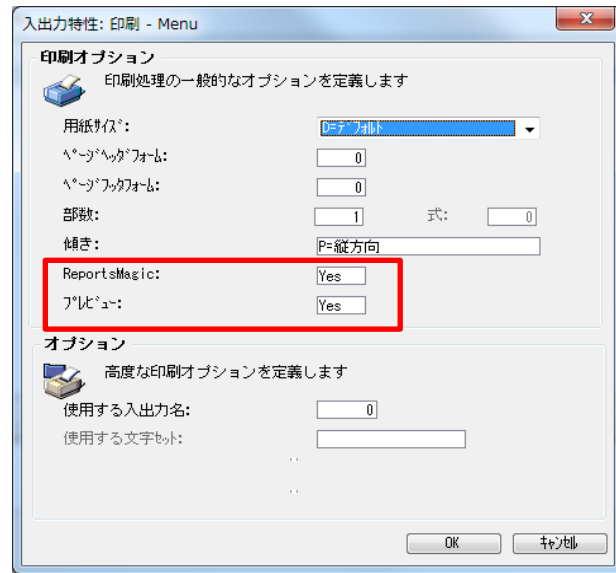 入出力特性: 印刷 - Menu
印刷オプション
印刷処理の一般的なオプションを定義します
用紙ｻｲｽﾞ: D=ﾃﾞﾌｫﾙﾄ
ﾍﾟｰｼﾞﾍｯﾀﾞﾌｫｰﾑ: 0
ﾍﾟｰｼﾞﾌｯﾀﾌｫｰﾑ: 0
部数: 1 式: 0
傾き: P=縦方向
ReportsMagic: Yes
ﾌﾟﾚﾋﾞｭｰ: Yes
オプション
高度な印刷オプションを定義します
使用する入出力名: 0
使用する文字ｾｯﾄ:
OK ｷｬﾝｾﾙ